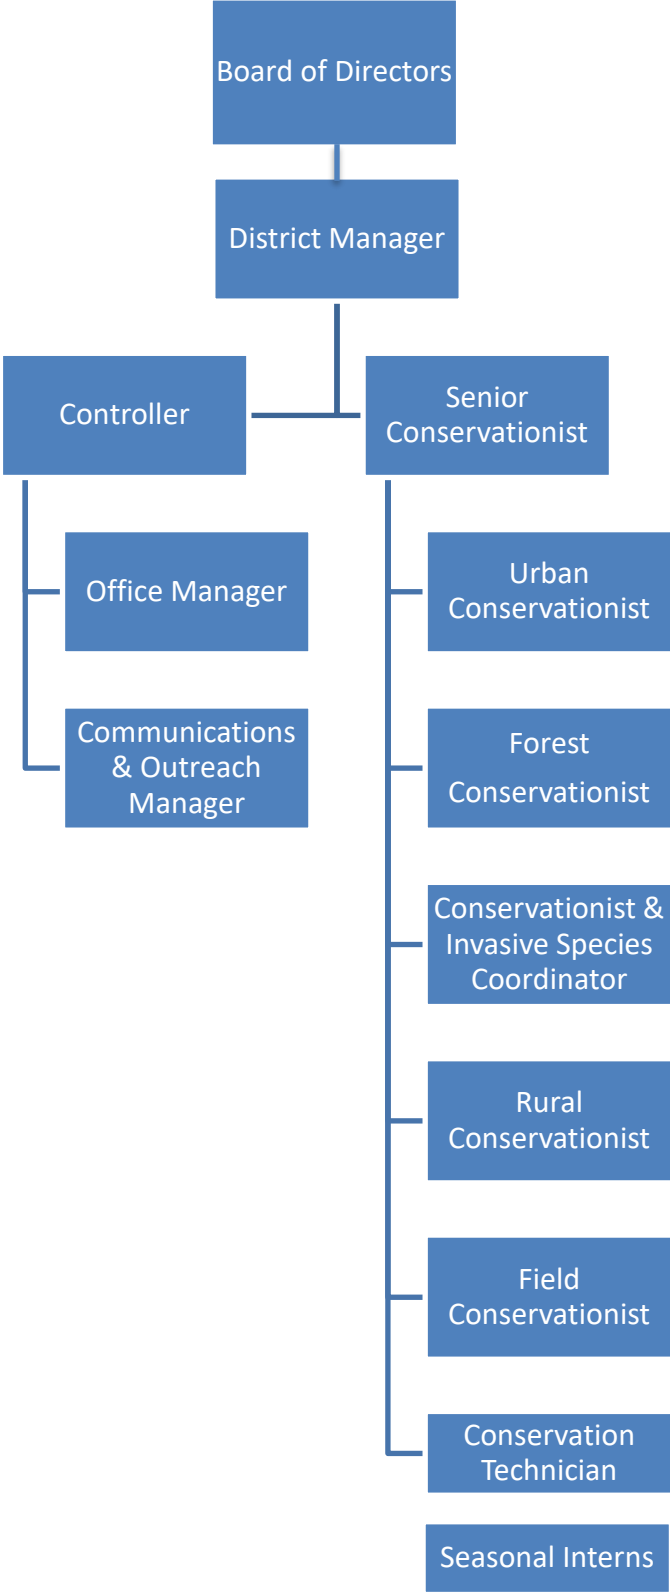 Board of Directors
District Manager
Controller
Senior
Conservationist
Office Manager
Communications
& Outreach
Manager
Urban
Conservationist
Forest
Conservationist
Conservationist &
Invasive Species
Coordinator
Rural
Conservationist
Field
Conservationist
Conservation
Technician
Seasonal Interns